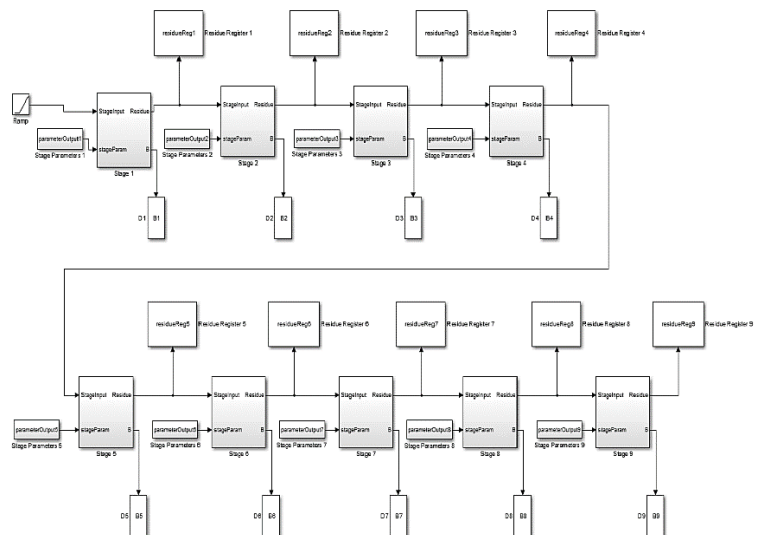 residueReg1 Residue Register 1
residueReg2 Residue Register 2
residueReg3 Residue Register 3
residueReg4 Residue Register 4
Ramp
StageInput Residue
stageParam B
Stage 1
StageInput Residue
stageParam B
Stage 2
StageInput Residue
stageParam B
Stage 3
StageInput Residue
stageParam B
Stage 4
parameterOutput1
Stage Parameters 1
parameterOutput2
Stage Parameters 2
parameterOutput3
Stage Parameters 3
parameterOutput4
Stage Parameters 4
D1 B1
D2 B2
D3 B3
D4 B4
residueReg5 Residue Register 5
residueReg6 Residue Register 6
residueReg7 Residue Register 7
residueReg8 Residue Register 8
residueReg9 Residue Register 9
StageInput Residue
stageParam B
Stage 5
StageInput Residue
stageParam B
Stage 6
StageInput Residue
stageParam B
Stage 7
StageInput Residue
stageParam B
Stage 8
StageInput Residue
stageParam B
Stage 9
parameterOutput5
Stage Parameters 5
parameterOutput6
Stage Parameters 6
parameterOutput7
Stage Parameters 7
parameterOutput8
Stage Parameters 8
parameterOutput9
Stage Parameters 9
D5 B5
D6 B6
D7 B7
D8 B8
D9 B9